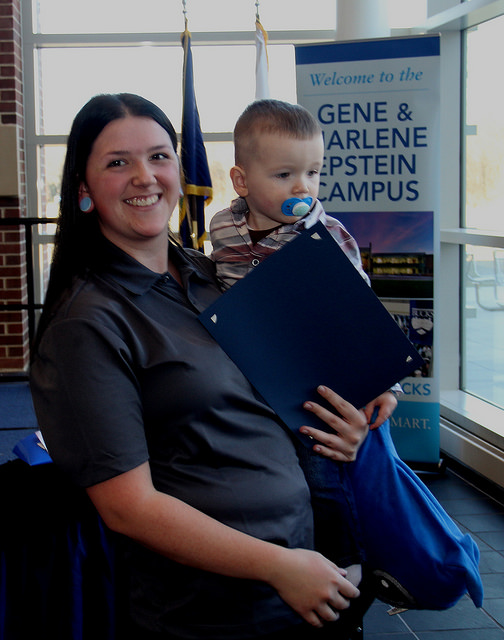 Welcome to the
GENE &
ARLENE
EPSTEIN
CAMPUS
CKS
MART.